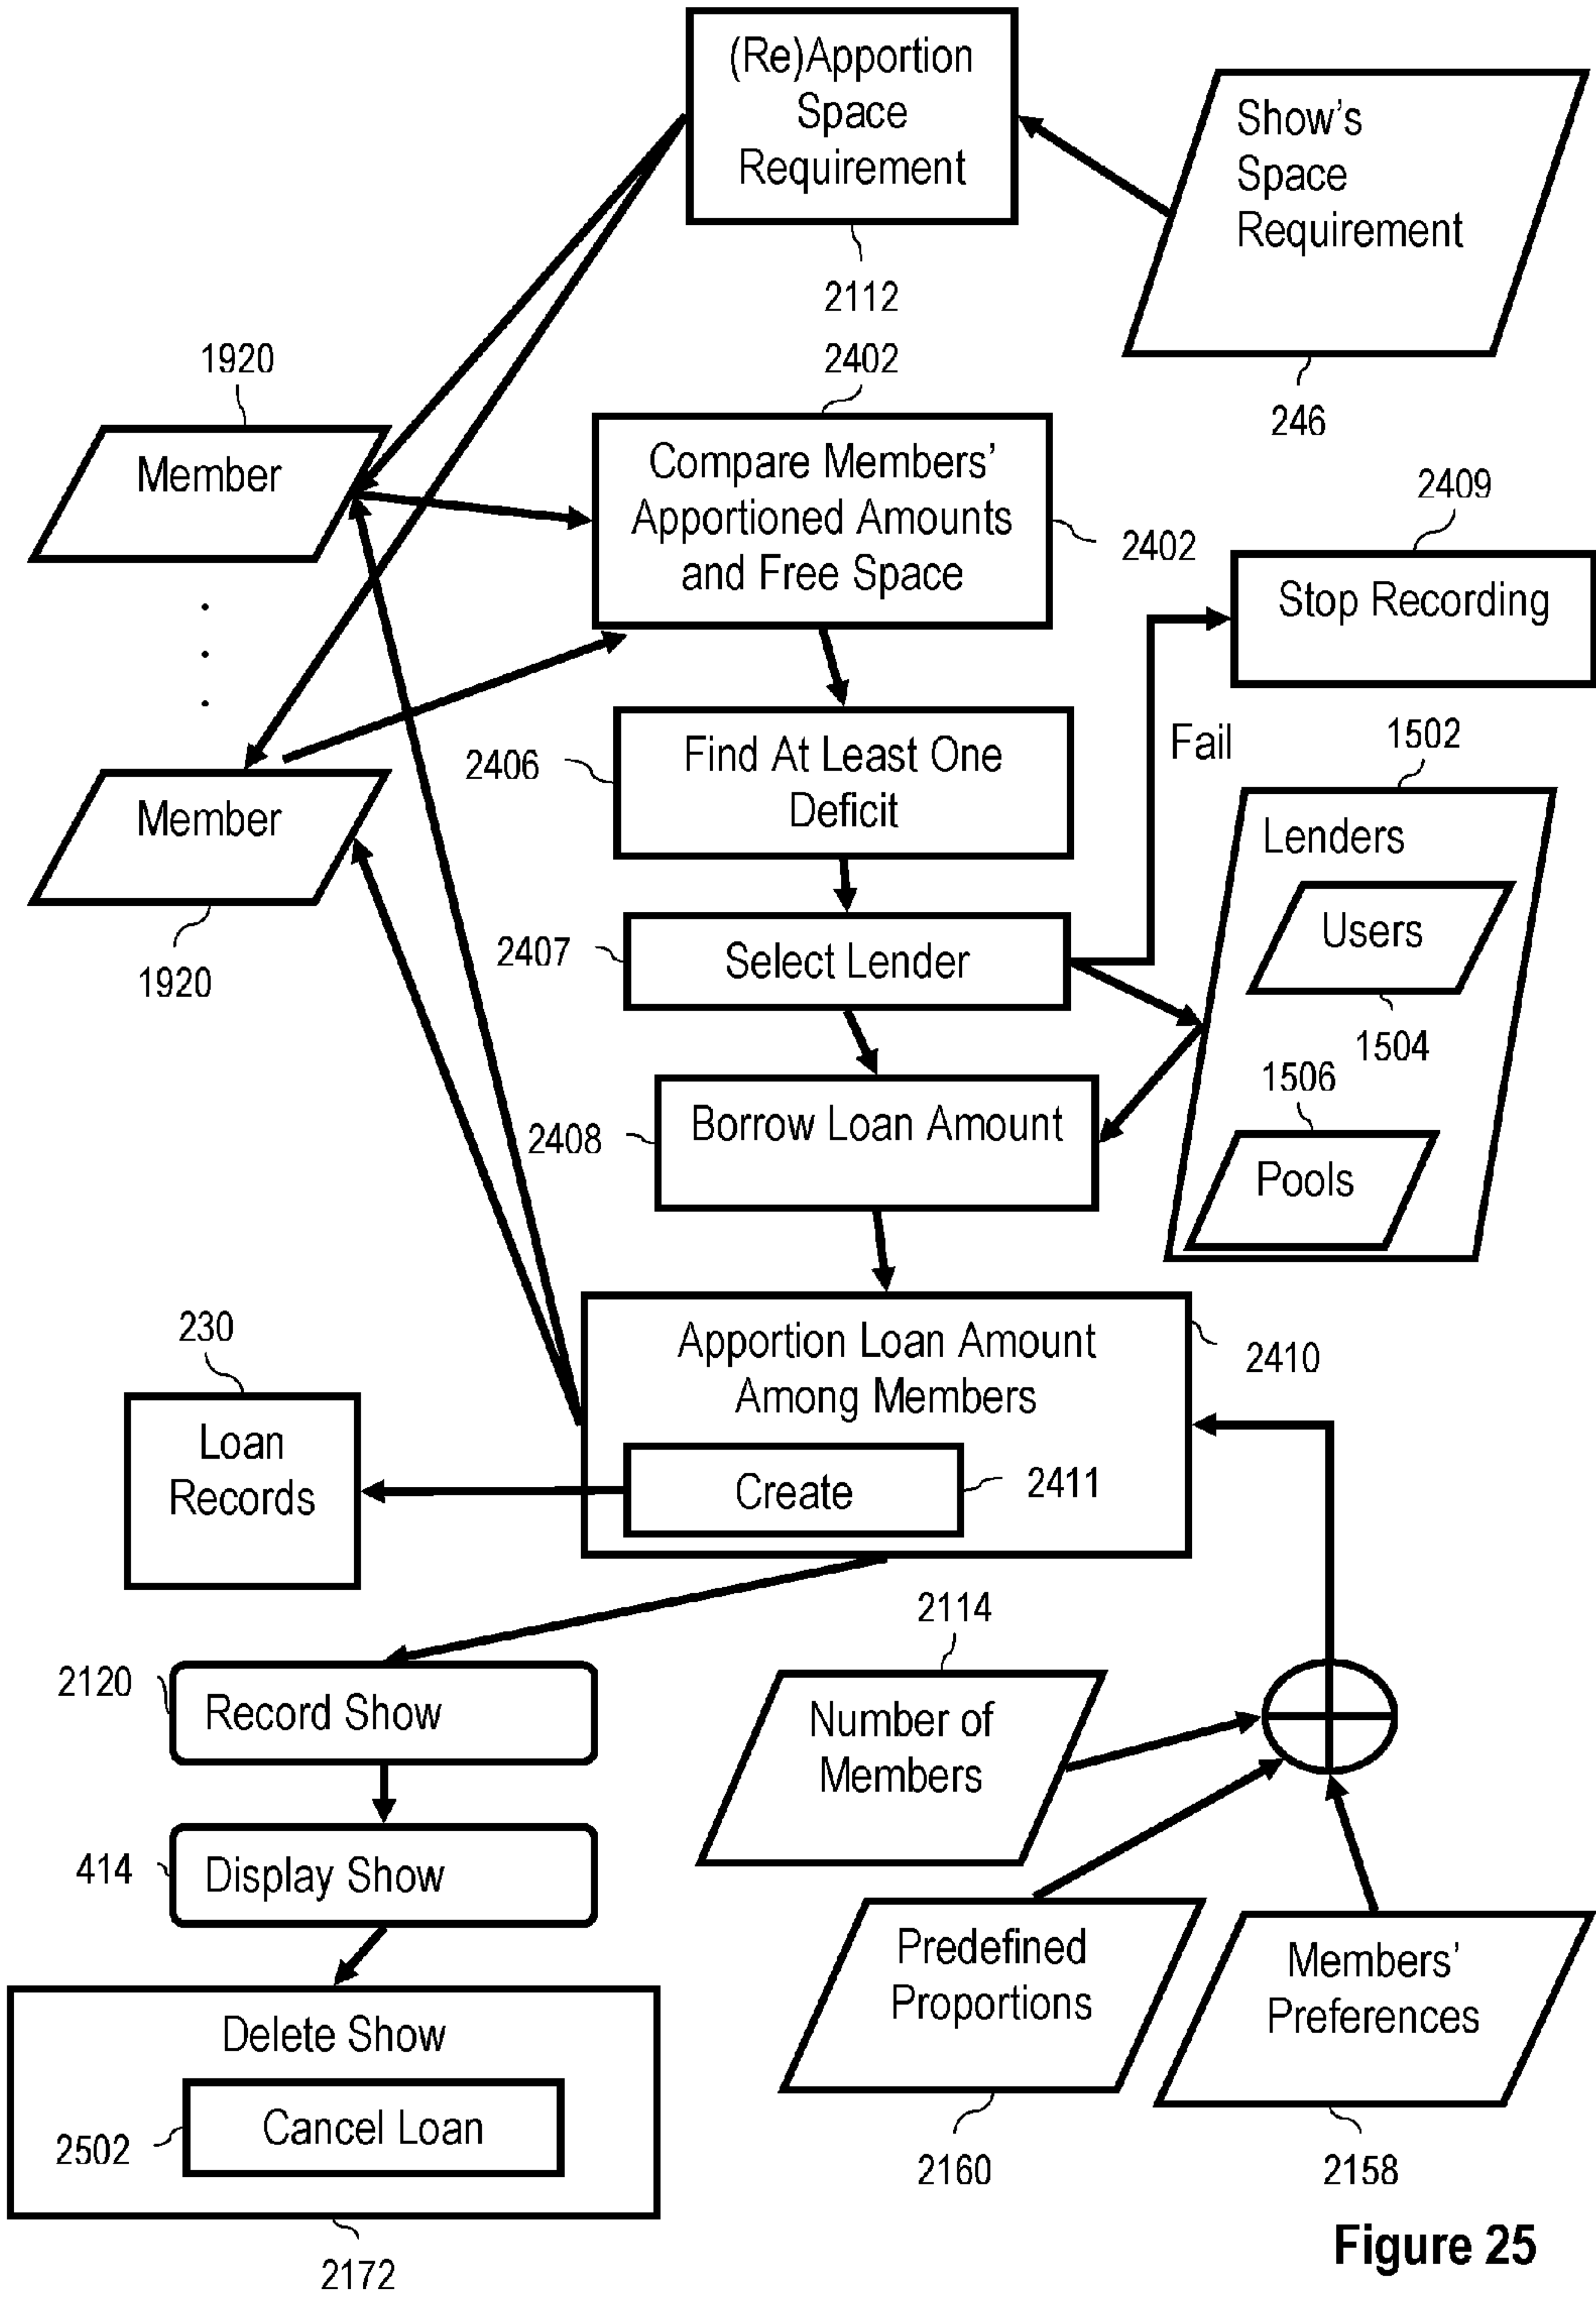 (Re)Apportion
Space
Requirement
2112
Show's
Space
Requirement
246
1920
Member
2402
Compare Members'
Apportioned Amounts
and Free Space
2402
2409
Stop Recording
.
.
.
Member
1920
2406
Find At Least One
Deficit
Fail
1502
Lenders
Users
1504
1506
Pools
2407
Select Lender
2408
Borrow Loan Amount
230
Loan
Records
Apportion Loan Amount
Among Members
2410
Create
2411
2120
Record Show
2114
Number of
Members
414
Display Show
Predefined
Proportions
2160
Members'
Preferences
2158
Delete Show
2502
Cancel Loan
2172
Figure 25